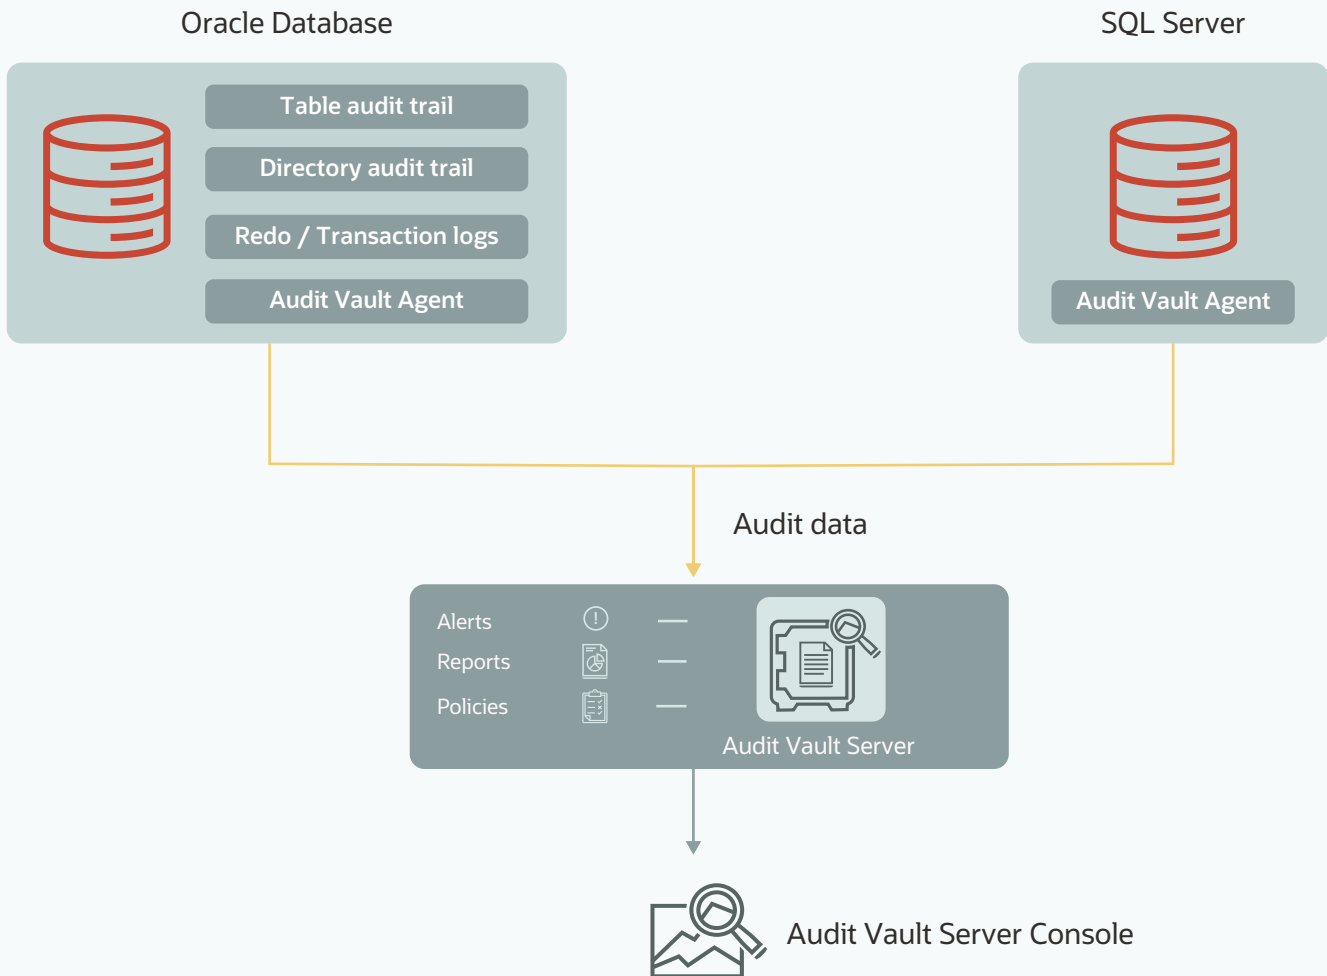 Oracle Database
SQL Server
Table audit trail
Directory audit trail
Redo / Transaction logs
Audit Vault Agent
Audit Vault Agent
Audit data
Alerts
Reports
Policies
Audit Vault Server
Audit Vault Server Console